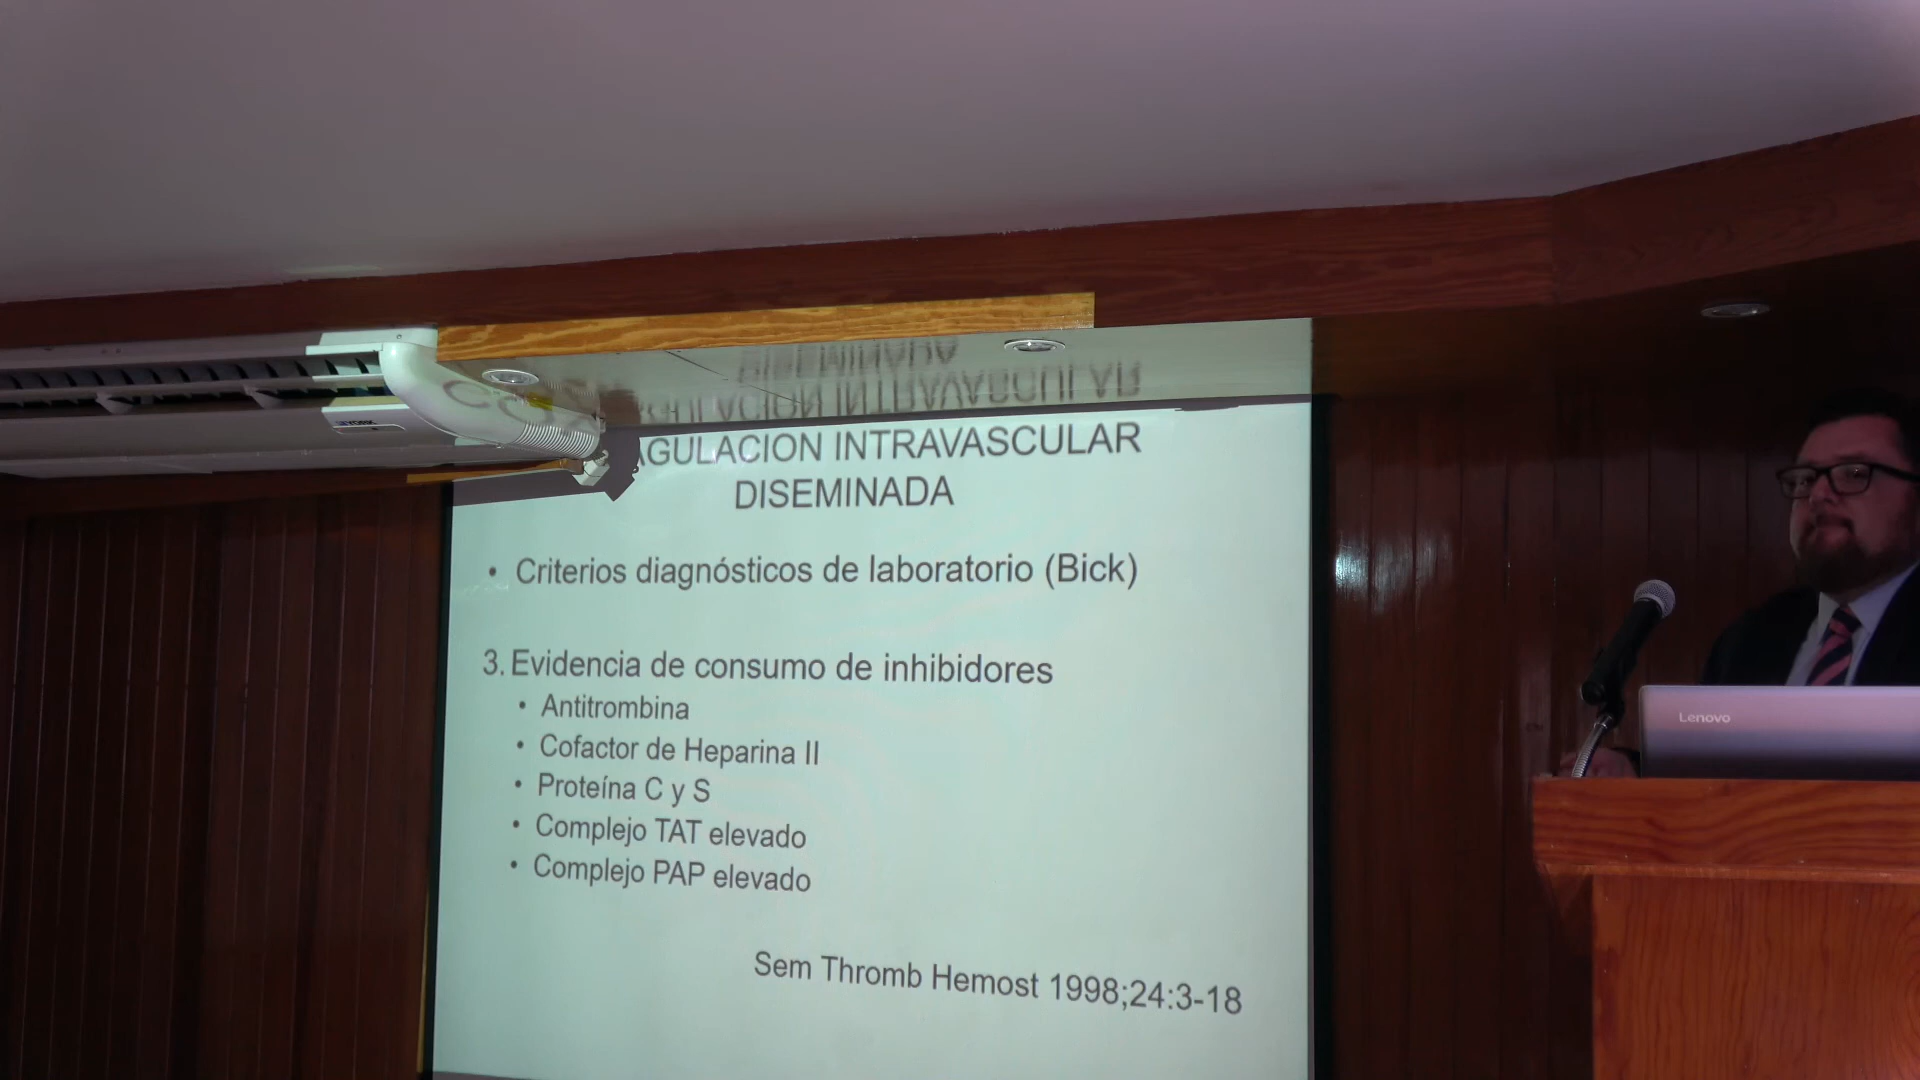 YORK
AGULACION INTRAVASCULAR
DISEMINADA
• Criterios diagnósticos de laboratorio (Bick)
3. Evidencia de consumo de inhibidores
• Antitrombina
• Cofactor de Heparina II
• Proteína C y S
• Complejo TAT elevado
• Complejo PAP elevado
Sem Thromb Hemost 1998;24:3-18
Lenovo